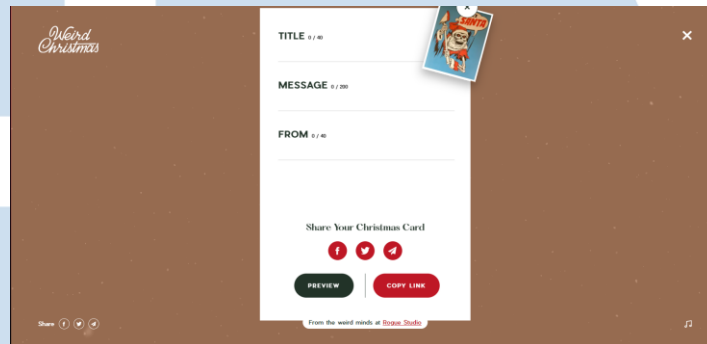 Weird
Christmas
SANTA
TITLE 0 / 40
MESSAGE 0 / 200
FROM 0 / 40
Share Your Christmas Card
PREVIEW
COPY LINK
Share
From the weird minds at Rogue Studio